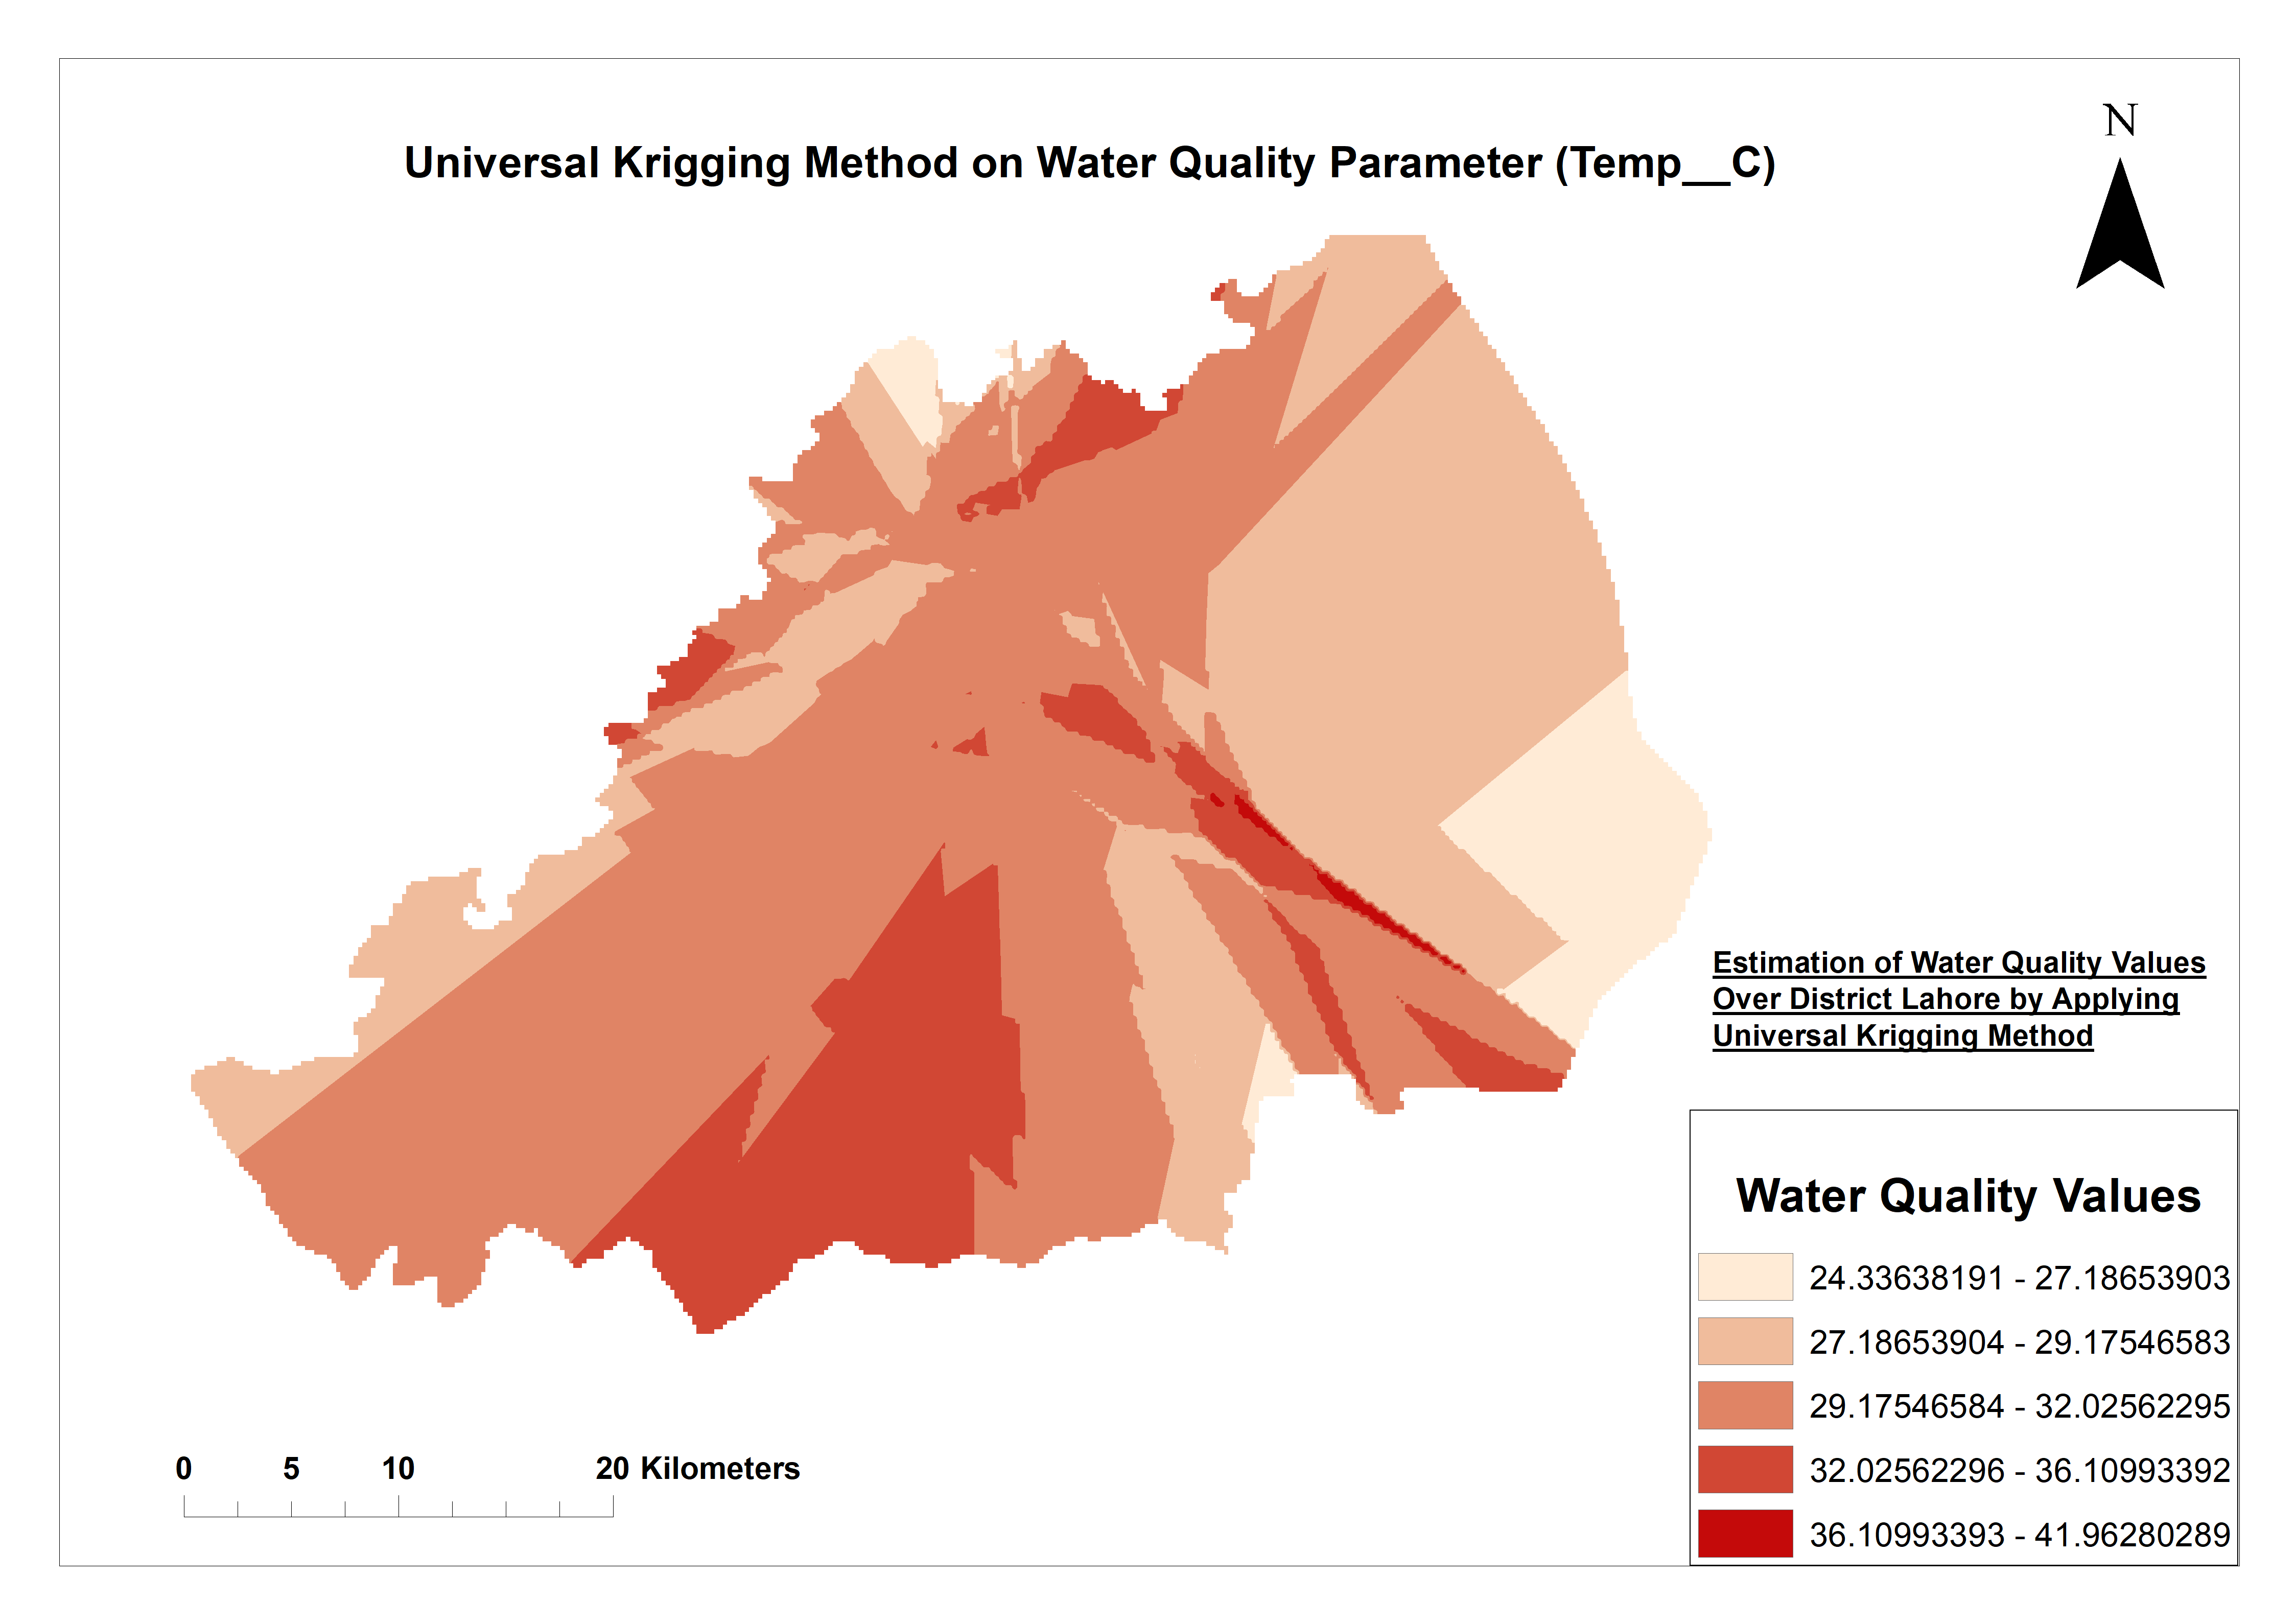 N
Universal Krigging Method on Water Quality Parameter (Temp__C)
Estimation of Water Quality Values
Over District Lahore by Applying
Universal Krigging Method
Water Quality Values
24.33638191 - 27.18653903
27.18653904 - 29.17546583
29.17546584 - 32.02562295
32.02562296 - 36.10993392
36.10993393 - 41.96280289
0 5 10 20 Kilometers